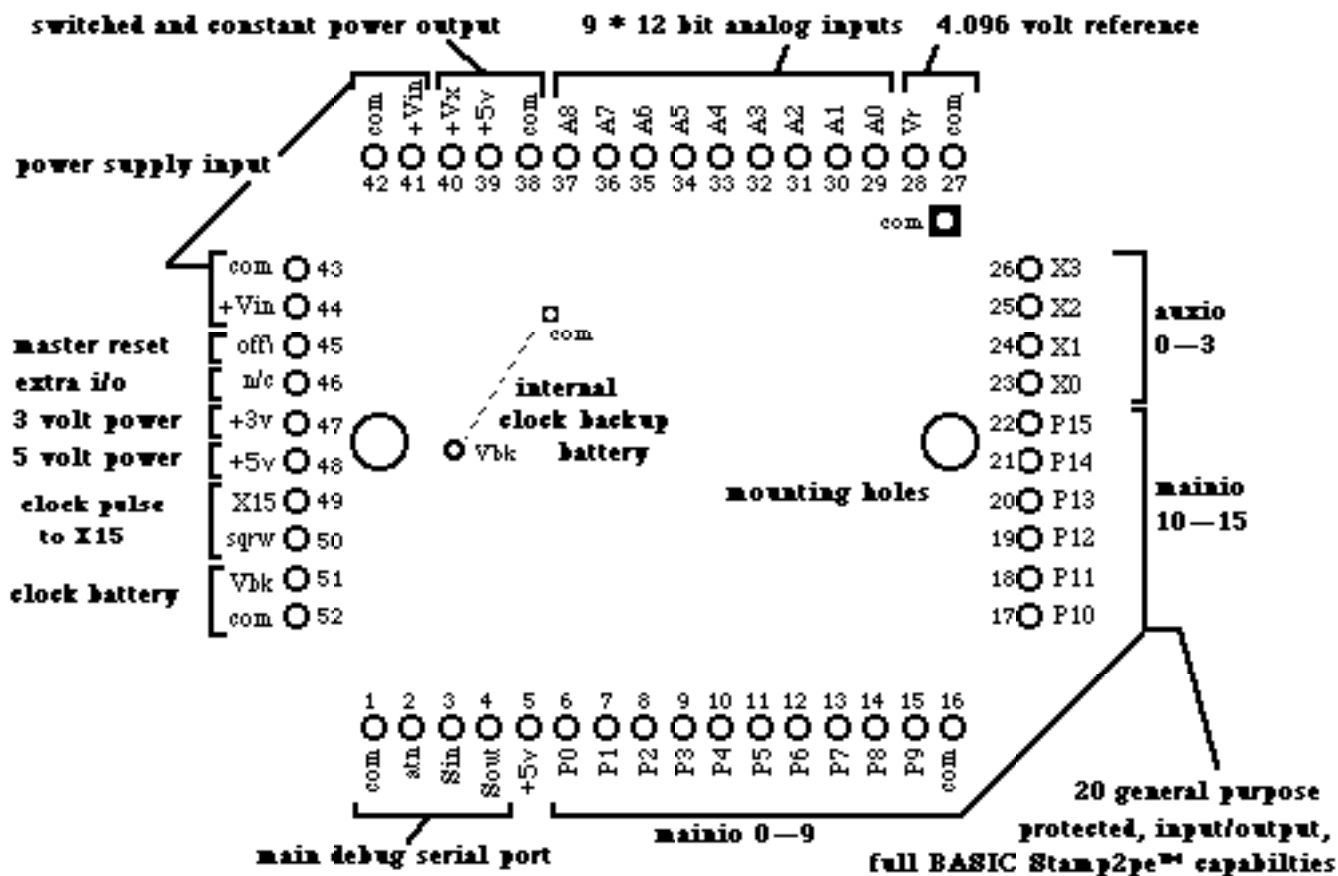 switched and constant power output
9 * 12 bit analog inputs
4.096 volt reference
com +Vin +Vx +5v com A8 A7 A6 A5 A4 A3 A2 A1 A0 Vr com
42 41 40 39 38 37 36 35 34 33 32 31 30 29 28 27
power supply input
com
com 43
+Vin 44
master reset off\ 45
extra i/o n/c 46
3 volt power +3v 47
5 volt power +5v 48
clock pulse
to X15
X15 49
sqrw 50
clock battery
Vbk 51
com 52
com
internal
clock backup
battery
Vbk
mounting holes
26 X3
25 X2
24 X1
23 X0
auxio
0—3
22 P15
21 P14
20 P13
19 P12
18 P11
17 P10
mainio
10—15
1 2 3 4 5 6 7 8 9 10 11 12 13 14 15 16
com atn Sin Sout +5v P0 P1 P2 P3 P4 P5 P6 P7 P8 P9 com
main debug serial port
mainio 0—9
20 general purpose
protected, input/output,
full BASIC Stamp2pe™ capabilties